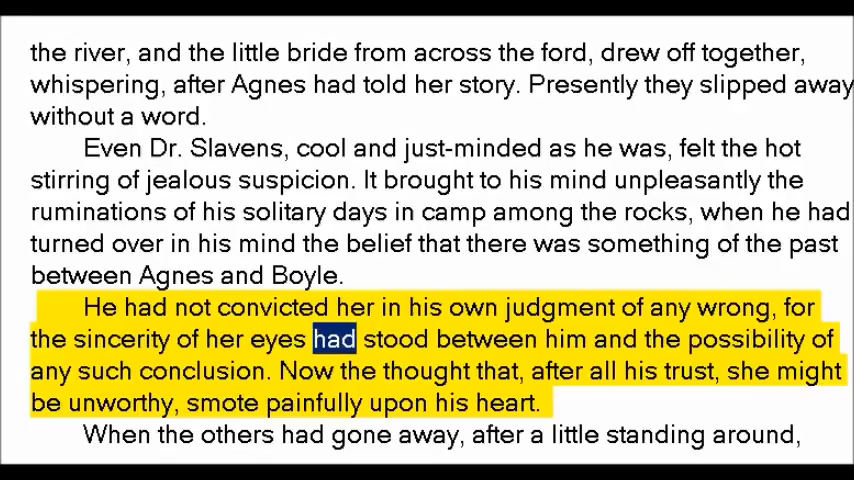 the river, and the little bride from across the ford, drew off together,
whispering, after Agnes had told her story. Presently they slipped away
without a word.
Even Dr. Slavens, cool and just-minded as he was, felt the hot
stirring of jealous suspicion. It brought to his mind unpleasantly the
ruminations of his solitary days in camp among the rocks, when he had
turned over in his mind the belief that there was something of the past
between Agnes and Boyle.
He had not convicted her in his own judgment of any wrong, for
the sincerity of her eyes had stood between him and the possibility of
any such conclusion. Now the thought that, after all his trust, she might
be unworthy, smote painfully upon his heart.
When the others had gone away, after a little standing around,